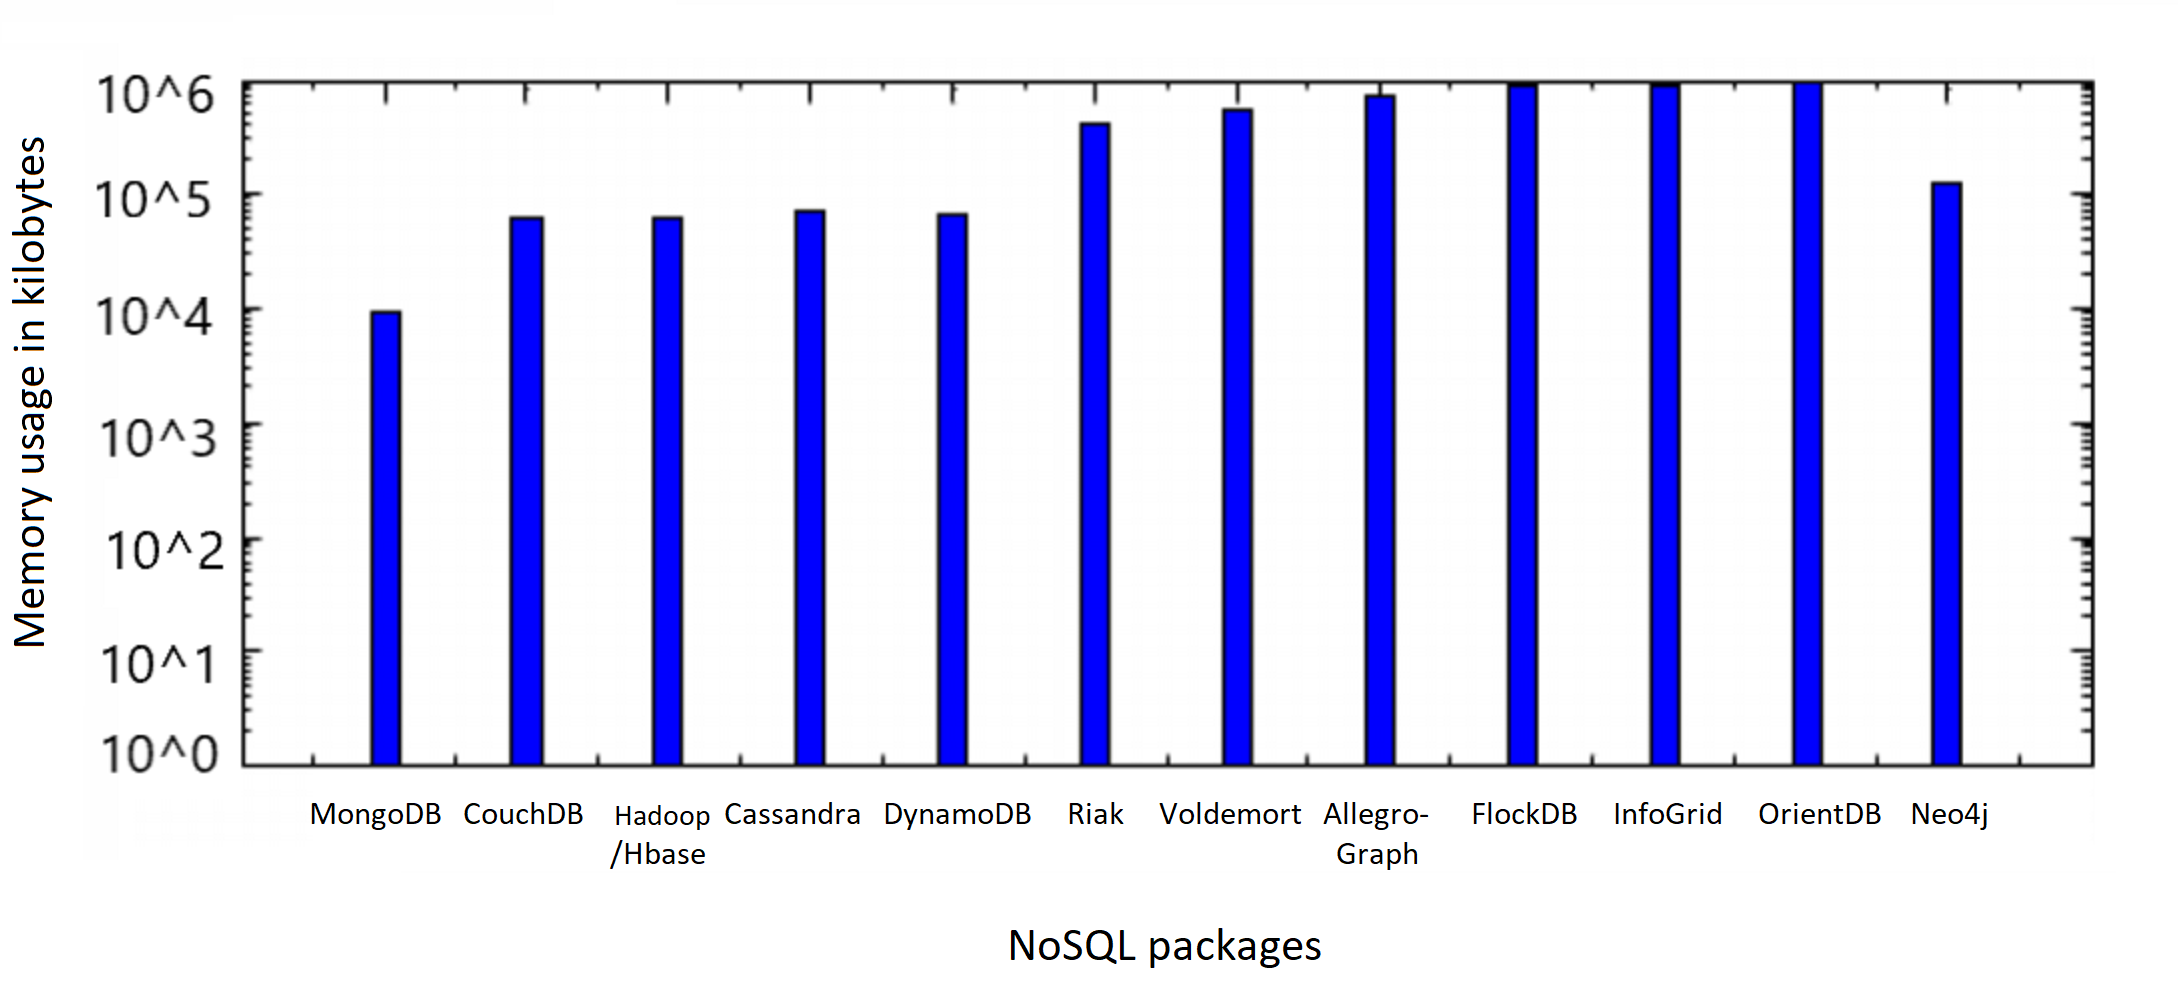 Memory usage in kilobytes
10^6
10^5
10^4
10^3
10^2
10^1
10^0
MongoDB CouchDB Hadoop Cassandra DynamoDB Riak Voldemort Allegro- FlockDB InfoGrid OrientDB Neo4j
/Hbase Graph
NoSQL packages